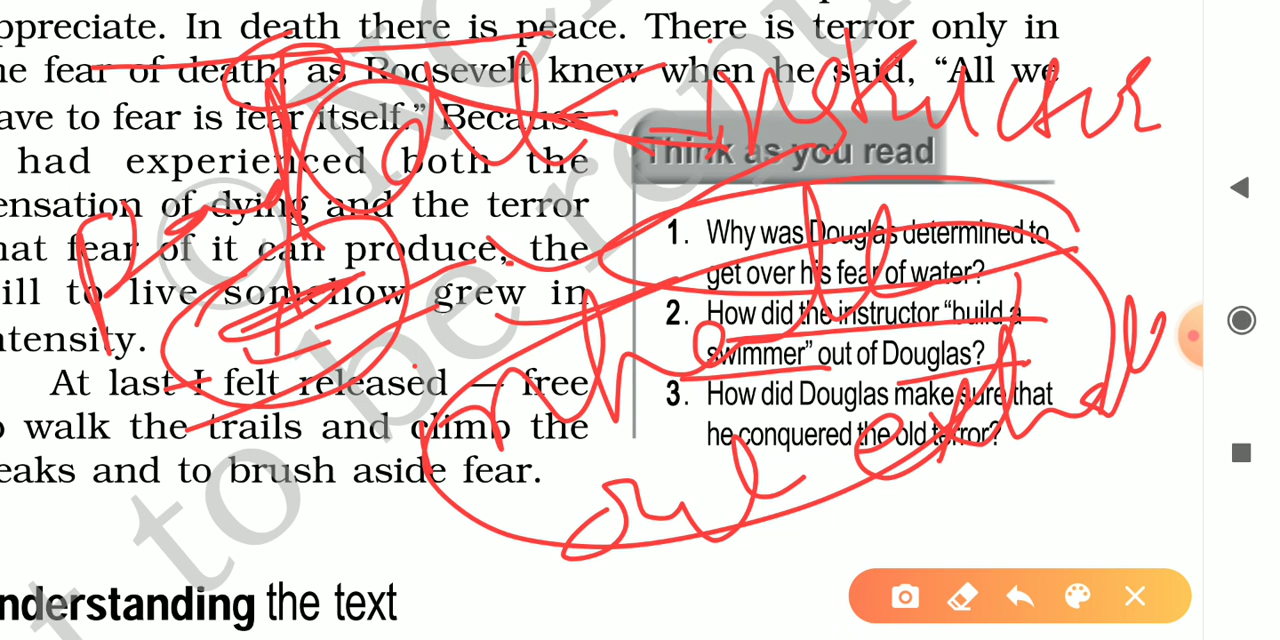 ppreciate. In death there is peace. There is terror only in
ne fear of death, as Roosevelt knew when he said, “All we
ave to fear is fear itself.” Because
had experienced both the
ensation of dying and the terror
hat fear of it can produce, the
ill to live somehow grew in
ntensity.
At last I felt released — free
o walk the trails and climb the
eaks and to brush aside fear.
instructor
Think as you read
1. Why was Douglas determined to
get over his fear of water?
2. How did the instructor “build a
swimmer” out of Douglas?
3. How did Douglas make sure that
he conquered the old terror?
nderstanding the text